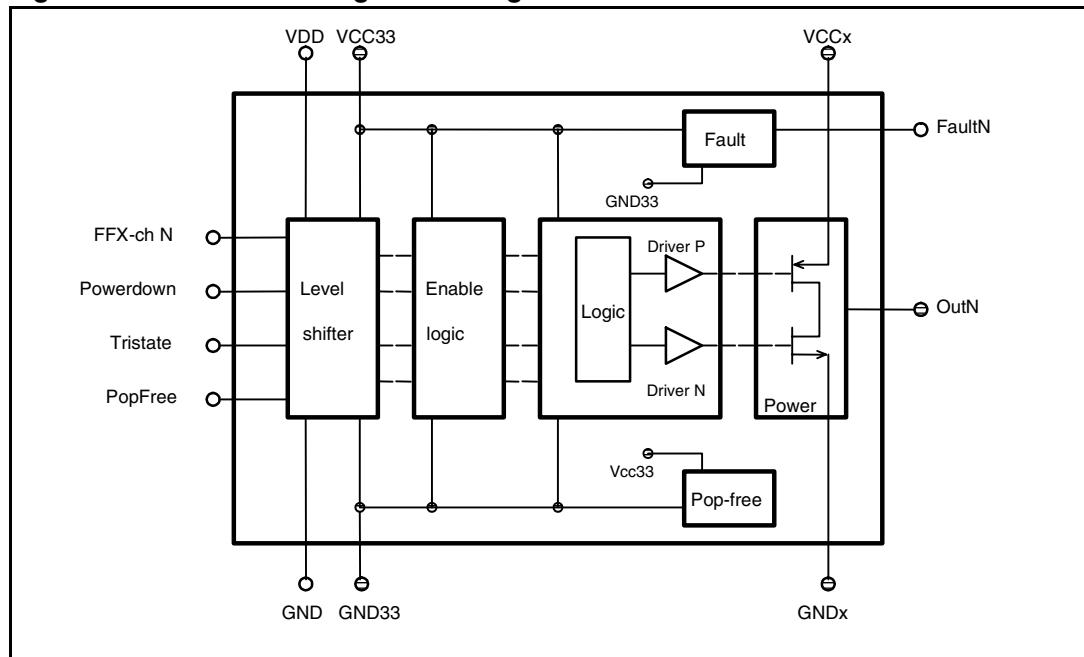 VDD
VCC33
VCCx
Fault
FaultN
GND33
FFX-ch N
Powerdown
Tristate
PopFree
Level
shifter
Enable
logic
Logic
Driver P
Driver N
Power
OutN
Vcc33
Pop-free
GND
GND33
GNDx